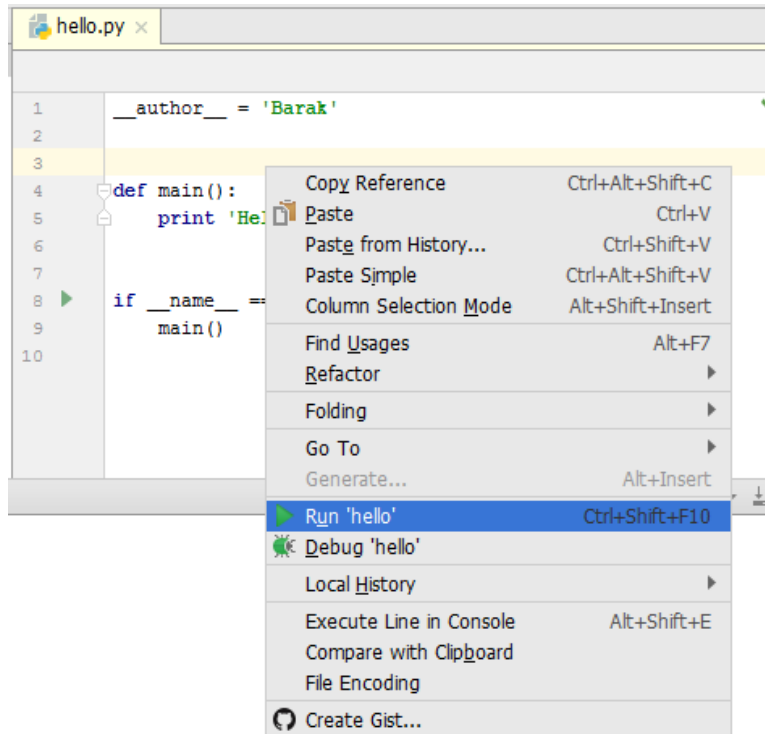 hello.py
1 __author__ = 'Barak'
2
3
4 def main():
5 print 'Hel
6
7
8 if __name__ ==
9 main()
10
Copy Reference Ctrl+Alt+Shift+C
Paste Ctrl+V
Paste from History... Ctrl+Shift+V
Paste Simple Ctrl+Alt+Shift+V
Column Selection Mode Alt+Shift+Insert
Find Usages Alt+F7
Refactor
Folding
Go To
Generate... Alt+Insert
Run 'hello' Ctrl+Shift+F10
Debug 'hello'
Local History
Execute Line in Console Alt+Shift+E
Compare with Clipboard
File Encoding
Create Gist...